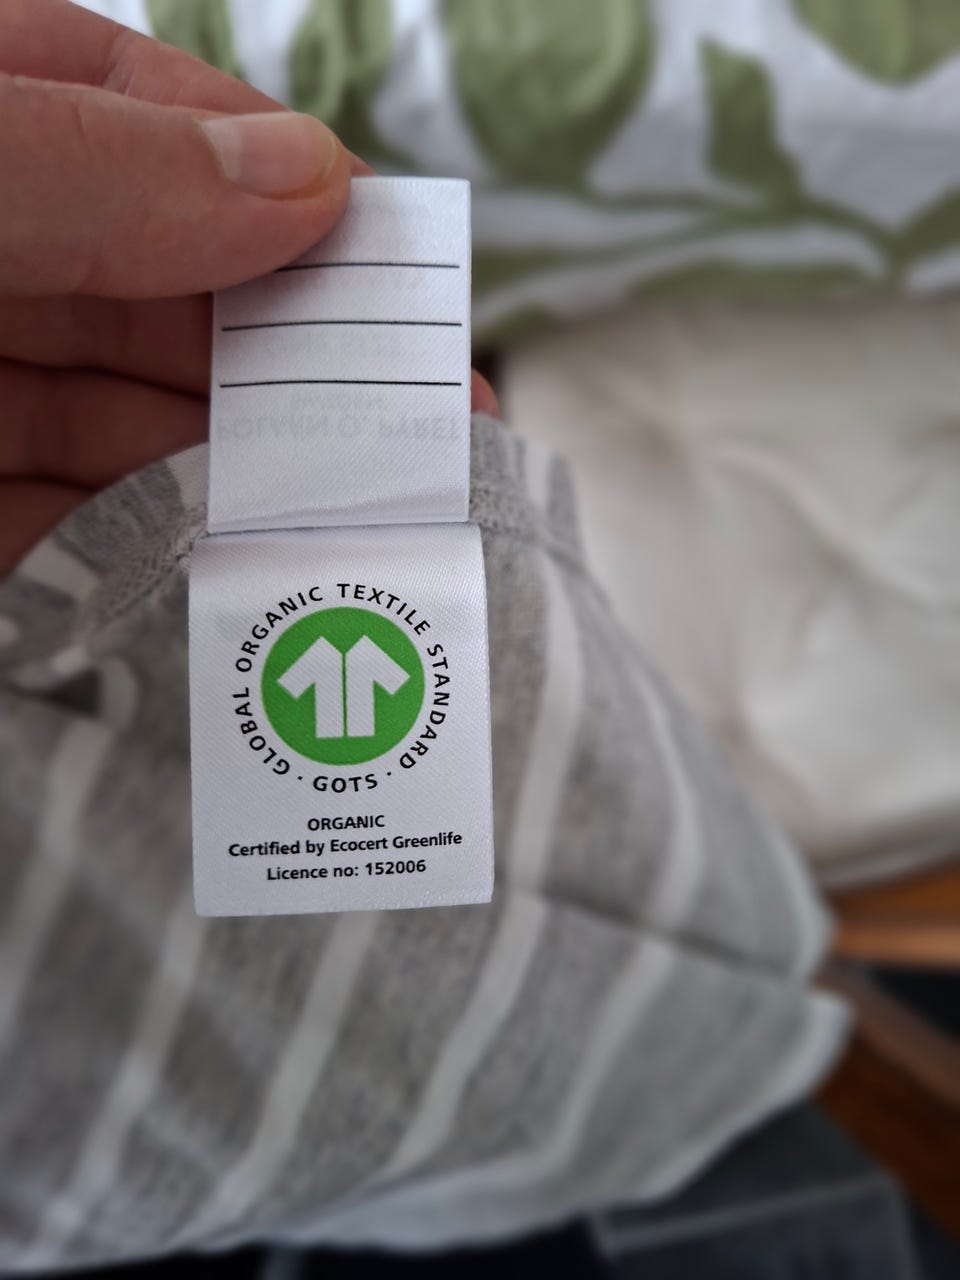 GLOBAL ORGANIC TEXTILE STANDARD
· GOTS ·
ORGANIC
Certified by Ecocert Greenlife
Licence no: 152006